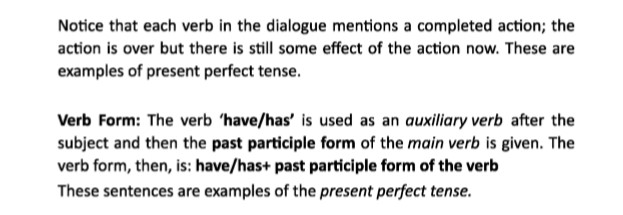 Notice that each verb in the dialogue mentions a completed action; the
action is over but there is still some effect of the action now. These are
examples of present perfect tense.
Verb Form: The verb ‘have/has’ is used as an auxiliary verb after the
subject and then the past participle form of the main verb is given. The
verb form, then, is: have/has+ past participle form of the verb
These sentences are examples of the present perfect tense.